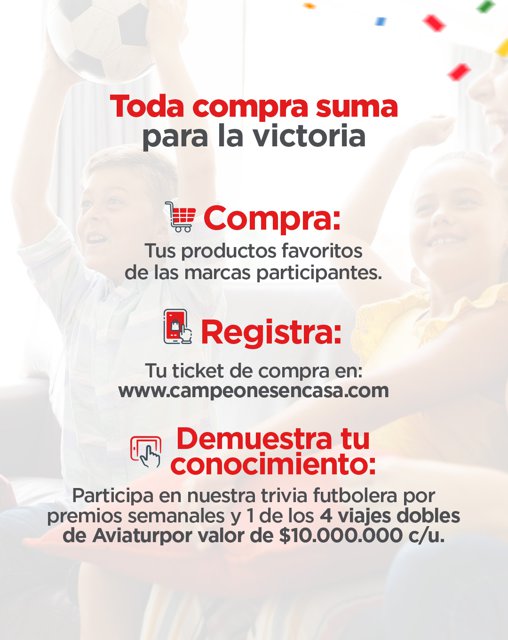 Toda compra suma
para la victoria
Compra:
Tus productos favoritos
de las marcas participantes.
Registra:
Tu ticket de compra en:
www.campeonesencasa.com
Demuestra tu
conocimiento:
Participa en nuestra trivia futbolera por
premios semanales y 1 de los 4 viajes dobles
de Aviaturpor valor de $10.000.000 c/u.